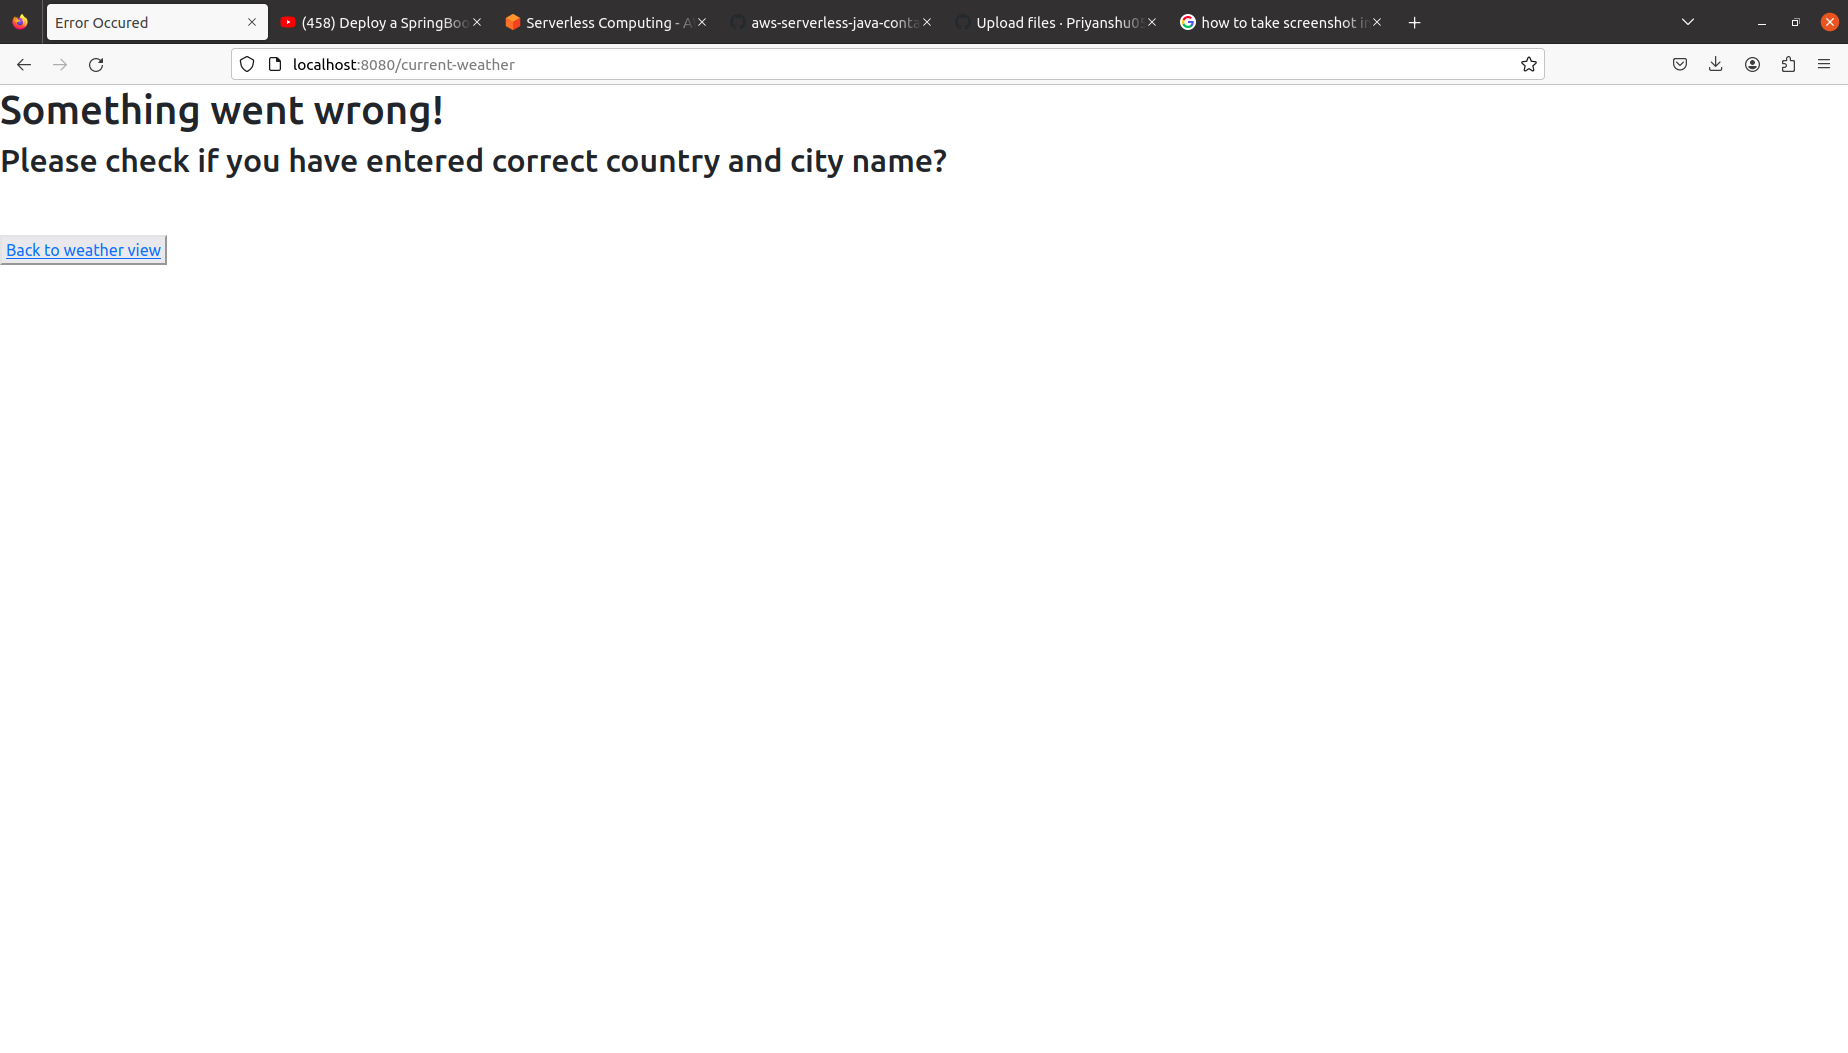 Error Occured
(458) Deploy a SpringBoo
Serverless Computing - A
aws-serverless-java-conta
Upload files · Priyanshu05
how to take screenshot in
localhost:8080/current-weather
Something went wrong!
Please check if you have entered correct country and city name?
Back to weather view